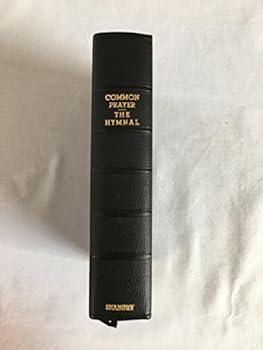 COMMON
PRAYER
THE
HYMNAL
SEABURY